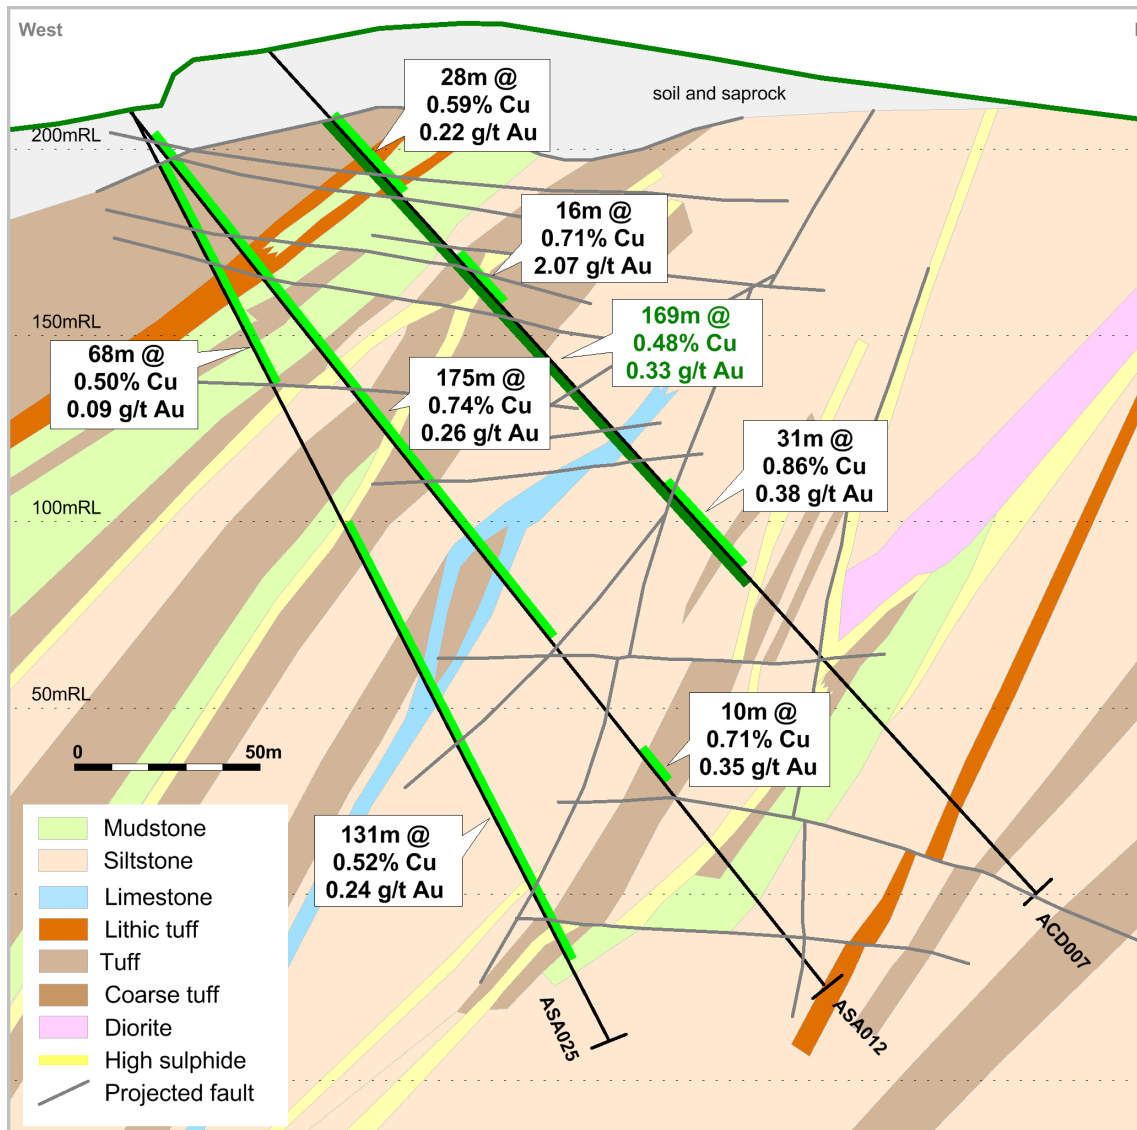 West
28m @
0.59% Cu
0.22 g/t Au
soil and saprock
200mRL
16m @
0.71% Cu
2.07 g/t Au
169m @
0.48% Cu
0.33 g/t Au
150mRL
68m @
0.50% Cu
0.09 g/t Au
175m @
0.74% Cu
0.26 g/t Au
31m @
0.86% Cu
0.38 g/t Au
100mRL
50mRL
10m @
0.71% Cu
0.35 g/t Au
0 50m
131m @
0.52% Cu
0.24 g/t Au
Mudstone
Siltstone
Limestone
Lithic tuff
Tuff
Coarse tuff
Diorite
High sulphide
Projected fault
ASA025
ASA012
ACD007